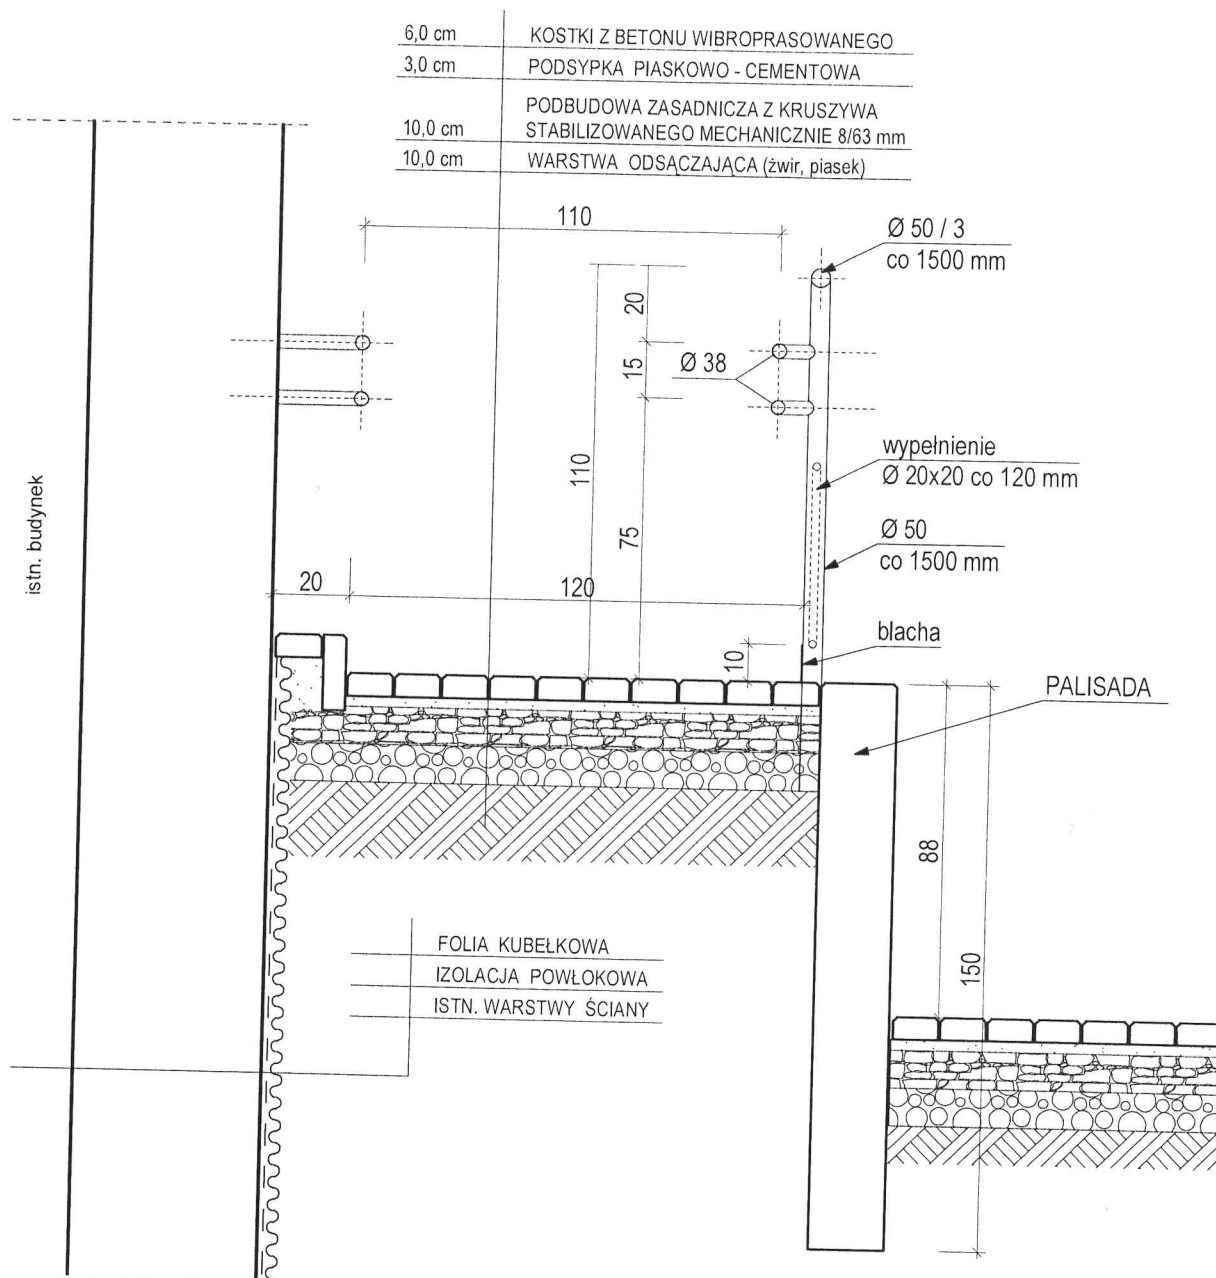 6,0 cm KOSTKI Z BETONU WIBROPRASOWANEGO
3,0 cm PODSYPKA PIASKOWO - CEMENTOWA
PODBUDOWA ZASADNICZA Z KRUSZYWA
10,0 cm STABILIZOWANEGO MECHANICZNIE 8/63 mm
10,0 cm WARSTWA ODSĄCZAJĄCA (żwir, piasek)
110
Ø 50 / 3
co 1500 mm
20
15
Ø 38
110
75
wypełnienie
Ø 20x20 co 120 mm
Ø 50
co 1500 mm
istn. budynek
20
120
10
blacha
PALISADA
88
150
FOLIA KUBEŁKOWA
IZOLACJA POWŁOKOWA
ISTN. WARSTWY ŚCIANY